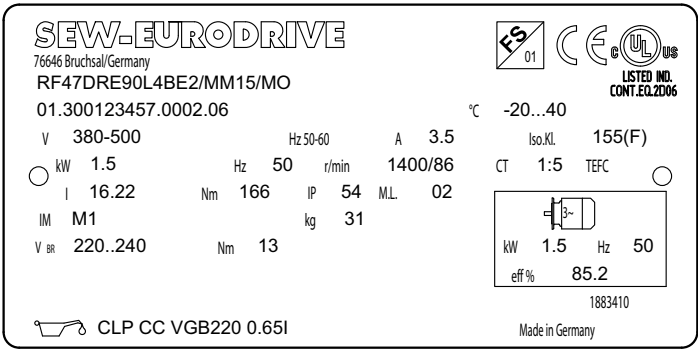 SEW-EURODRIVE
FS 01 CE c UL us
76646 Bruchsal/Germany
LISTED IND.
CONT.EQ.2D06
RF47DRE90L4BE2/MM15/MO
01.300123457.0002.06 °C -20...40
V 380-500 Hz 50-60 A 3.5 Iso.Kl. 155(F)
kW 1.5 Hz 50 r/min 1400/86 CT 1:5 TEFC
I 16.22 Nm 166 IP 54 M.L. 02
IM M1 kg 31
3~
V BR 220..240 Nm 13 kW 1.5 Hz 50
eff % 85.2
1883410
CLP CC VGB220 0.65l Made in Germany